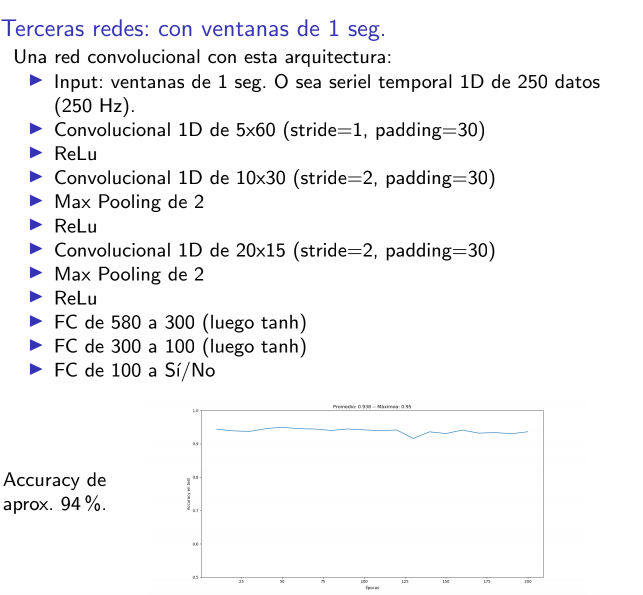 Terceras redes: con ventanas de 1 seg.
Una red convolucional con esta arquitectura:
Input: ventanas de 1 seg. O sea seriel temporal 1D de 250 datos
(250 Hz).
Convolucional 1D de 5x60 (stride=1, padding=30)
ReLu
Convolucional 1D de 10x30 (stride=2, padding=30)
Max Pooling de 2
ReLu
Convolucional 1D de 20x15 (stride=2, padding=30)
Max Pooling de 2
ReLu
FC de 580 a 300 (luego tanh)
FC de 300 a 100 (luego tanh)
FC de 100 a Sí/No
Accuracy de
aprox. 94 %.
Promedio: 0.938 -- Máximoa: 0.95
1.0
0.9
0.8
0.7
0.6
0.5
Accuracy en test
25 50 75 100 125 150 175 200
Épocas